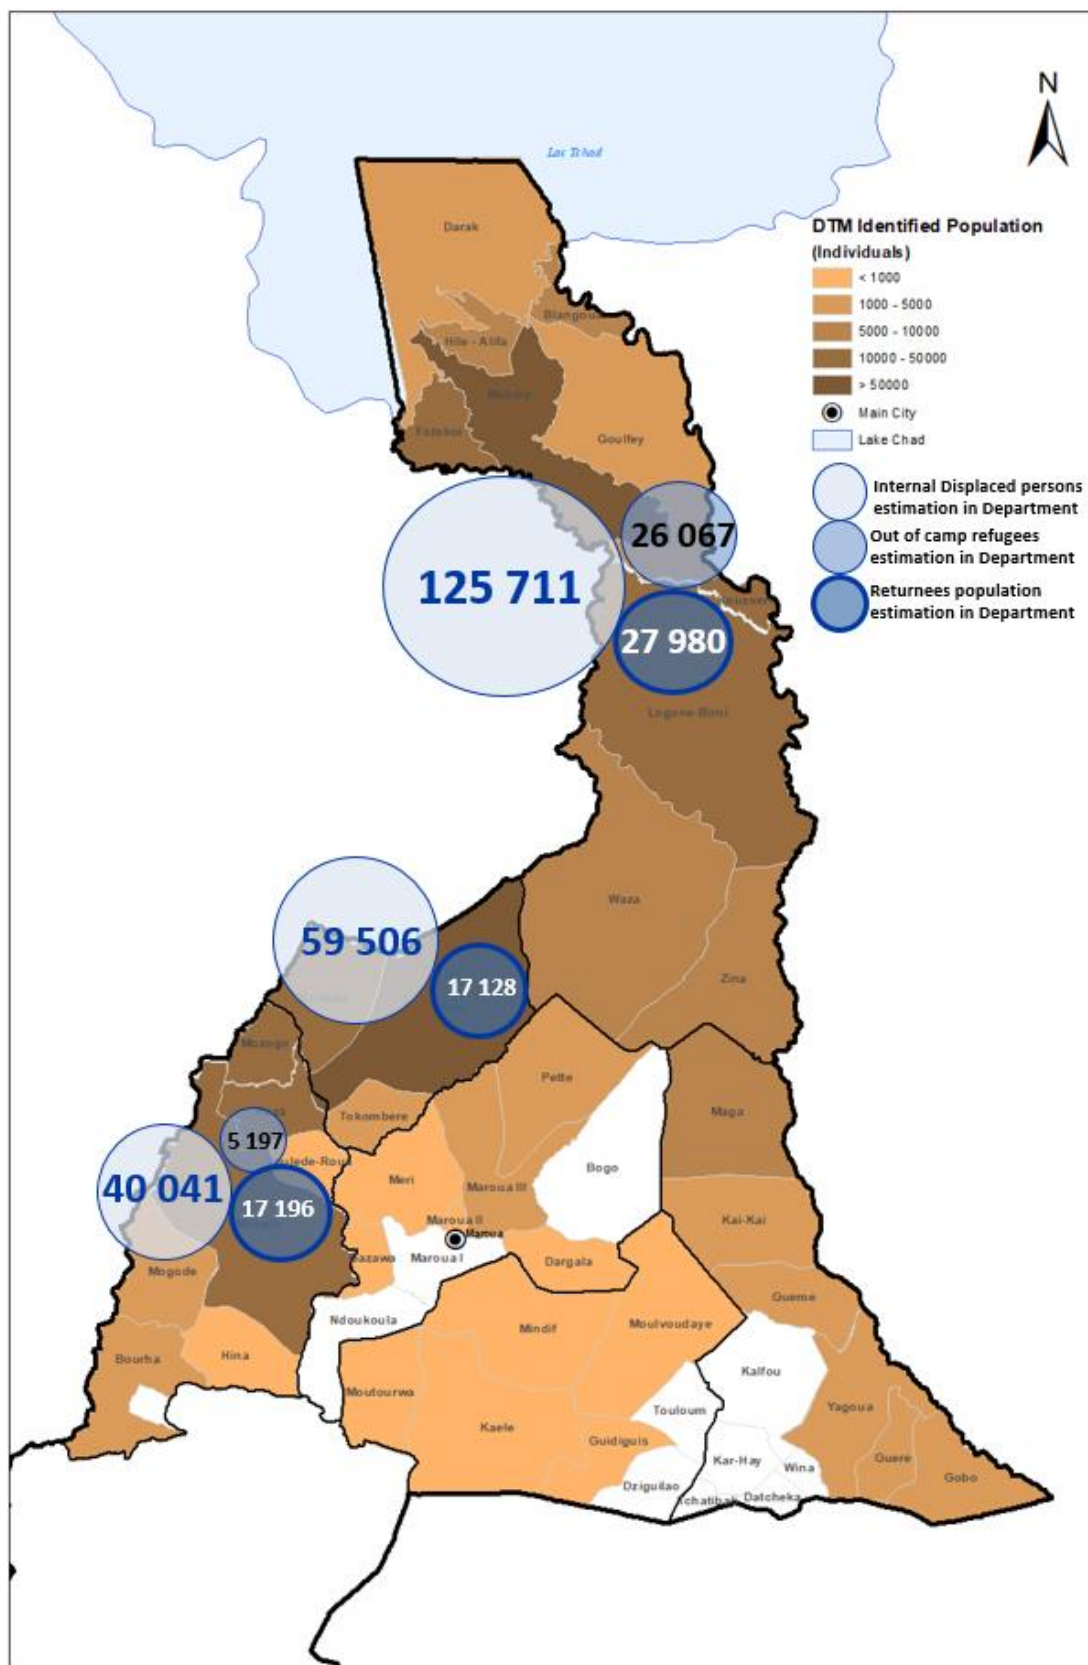 N
Lac Tchad
Darak
DTM Identified Population
(Individuals)
< 1000
1000 - 5000
5000 - 10000
10000 - 50000
> 50000
Main City
Lake Chad
Internal Displaced persons
estimation in Department
Out of camp refugees
estimation in Department
Returnees population
estimation in Department
Hile - Alifa
Fotokol
Goulfey
26 067
125 711
27 980
Logone-Birni
Waza
59 506
17 128
Zina
Mozogo
Pette
Maga
Tokombere
5 197
Bogo
40 041
17 196
Meri
Maroua III
Kai-Kai
Maroua II
Maroua
Maroua I
Dargala
Mogode
Gueme
Ndoukoula
Mindif
Moulvoudaye
Bourha
Hina
Kalfou
Moutourwa
Touloum
Yagoua
Kaele
Guidiguis
Kar-Hay
Wina
Guere
Gobo
Dziguilao
Datcheka